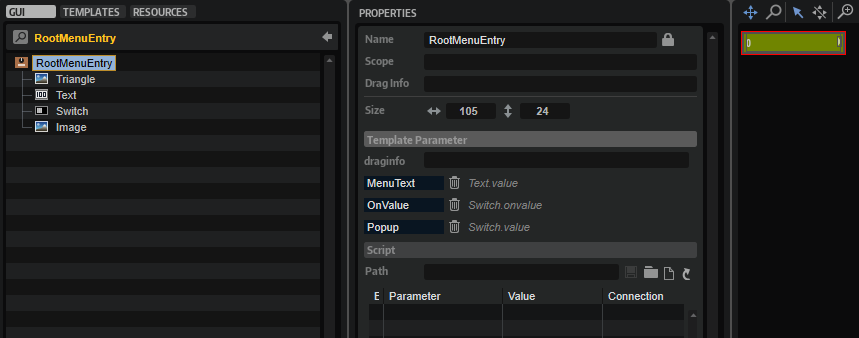 GUI TEMPLATES RESOURCES
RootMenuEntry
RootMenuEntry
Triangle
Text
Switch
Image
PROPERTIES
Name RootMenuEntry
Scope
Drag Info
Size 105 24
Template Parameter
draginfo
MenuText Text.value
OnValue Switch.onvalue
Popup Switch.value
Script
Path
E Parameter Value Connection